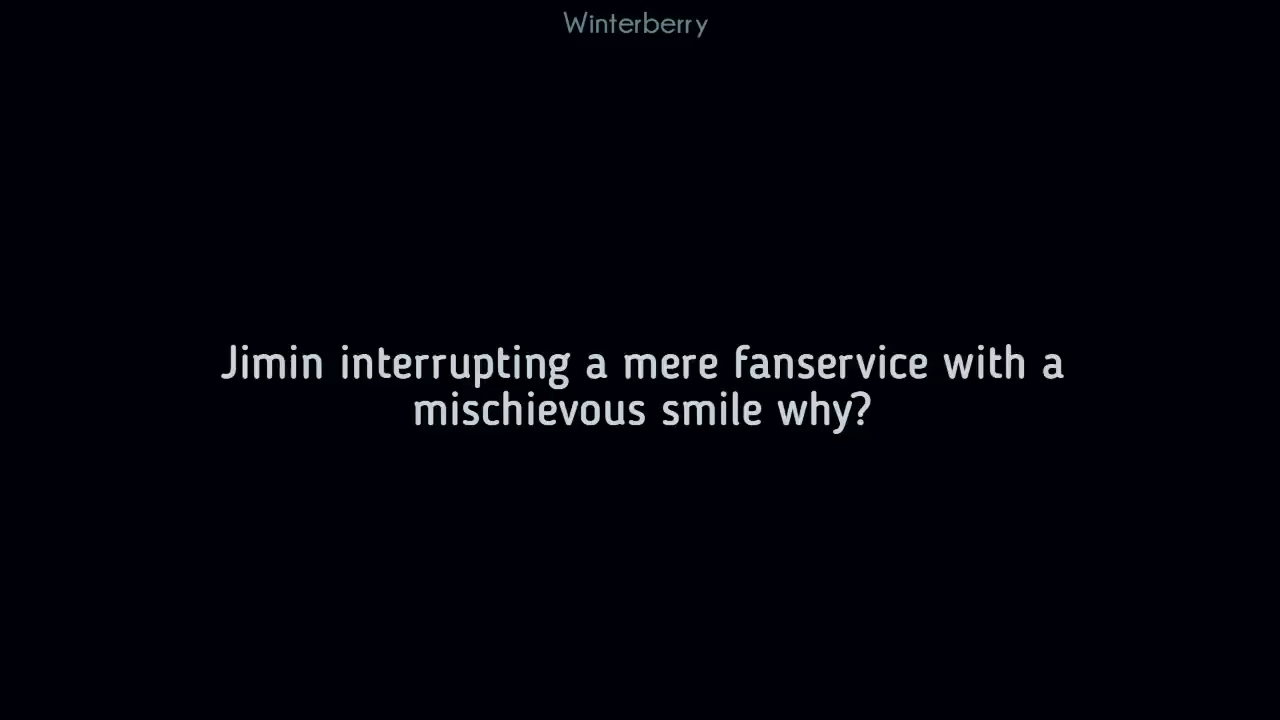 Winterberry
Jimin interrupting a mere fanservice with a
mischievous smile why?